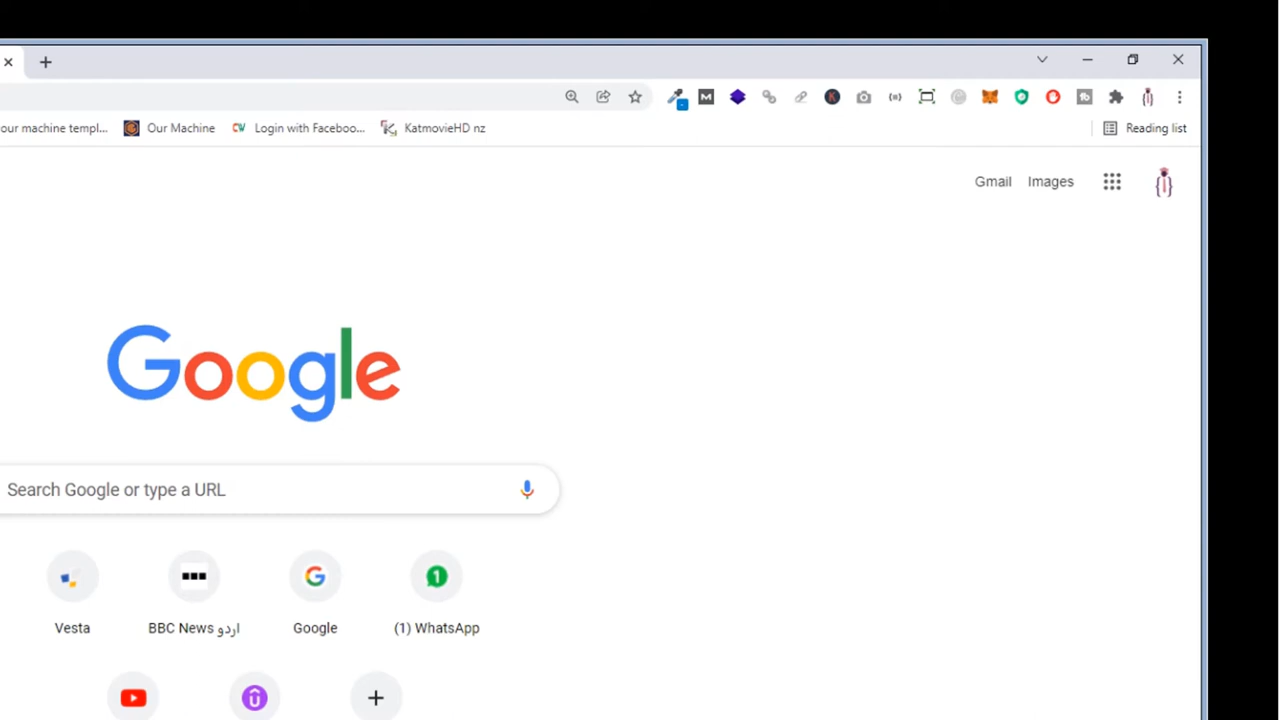 our machine templ... Our Machine Login with Faceboo... KatmovieHD nz Reading list
Gmail Images
Google
Search Google or type a URL
Vesta BBC News اردو Google (1) WhatsApp